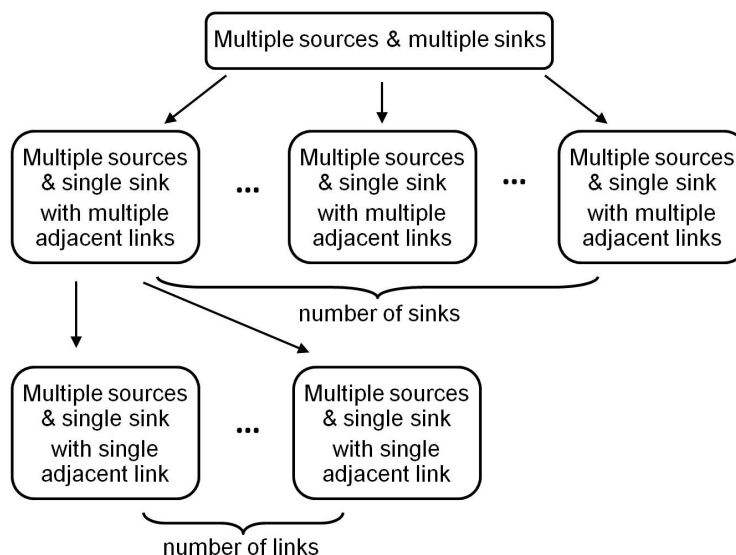 Multiple sources & multiple sinks
Multiple sources
& single sink
with multiple
adjacent links
...
Multiple sources
& single sink
with multiple
adjacent links
...
Multiple sources
& single sink
with multiple
adjacent links
number of sinks
Multiple sources
& single sink
with single
adjacent link
...
Multiple sources
& single sink
with single
adjacent link
number of links